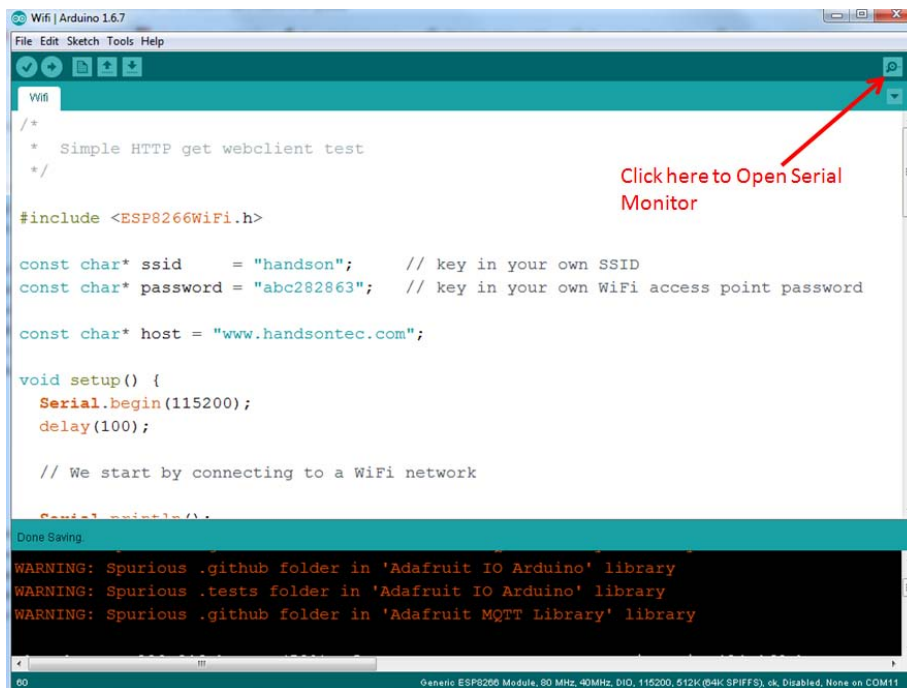 Wifi | Arduino 1.6.7
File Edit Sketch Tools Help
Wifi
/*
 *  Simple HTTP get webclient test
 */
Click here to Open Serial
Monitor
#include <ESP8266WiFi.h>
const char* ssid     = "handson";     // key in your own SSID
const char* password = "abc282863";   // key in your own WiFi access point password
const char* host = "www.handsontec.com";
void setup() {
  Serial.begin(115200);
  delay(100);
  // We start by connecting to a WiFi network
  Serial.println();
Done Saving.
WARNING: Spurious .github folder in 'Adafruit IO Arduino' library
WARNING: Spurious .tests folder in 'Adafruit IO Arduino' library
WARNING: Spurious .github folder in 'Adafruit MQTT Library' library
60
Generic ESP8266 Module, 80 MHz, 40MHz, DIO, 115200, 512K (64K SPIFFS), ck, Disabled, None on COM11